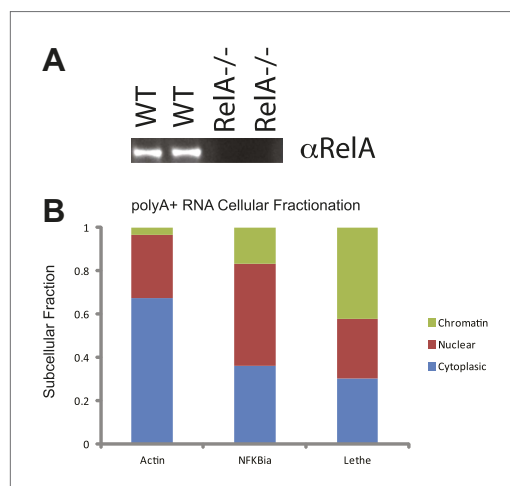 A
WT
WT
RelA-/-
RelA-/-
αRelA
B
polyA+ RNA Cellular Fractionation
Subcellular Fraction
1
0.8
0.6
0.4
0.2
0
Actin
NFKBia
Lethe
Chromatin
Nuclear
Cytoplasic